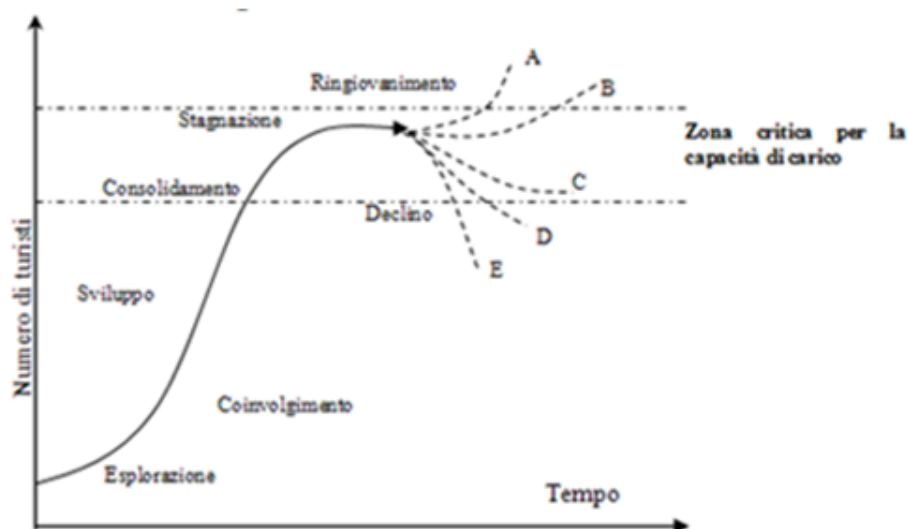 A
Ringiovanimento
B
Stagnazione
Zona critica per la
capacità di carico
Consolidamento
C
Declino
D
E
Numero di turisti
Sviluppo
Coinvolgimento
Esplorazione
Tempo